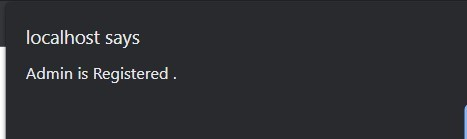 localhost says
Admin is Registered .